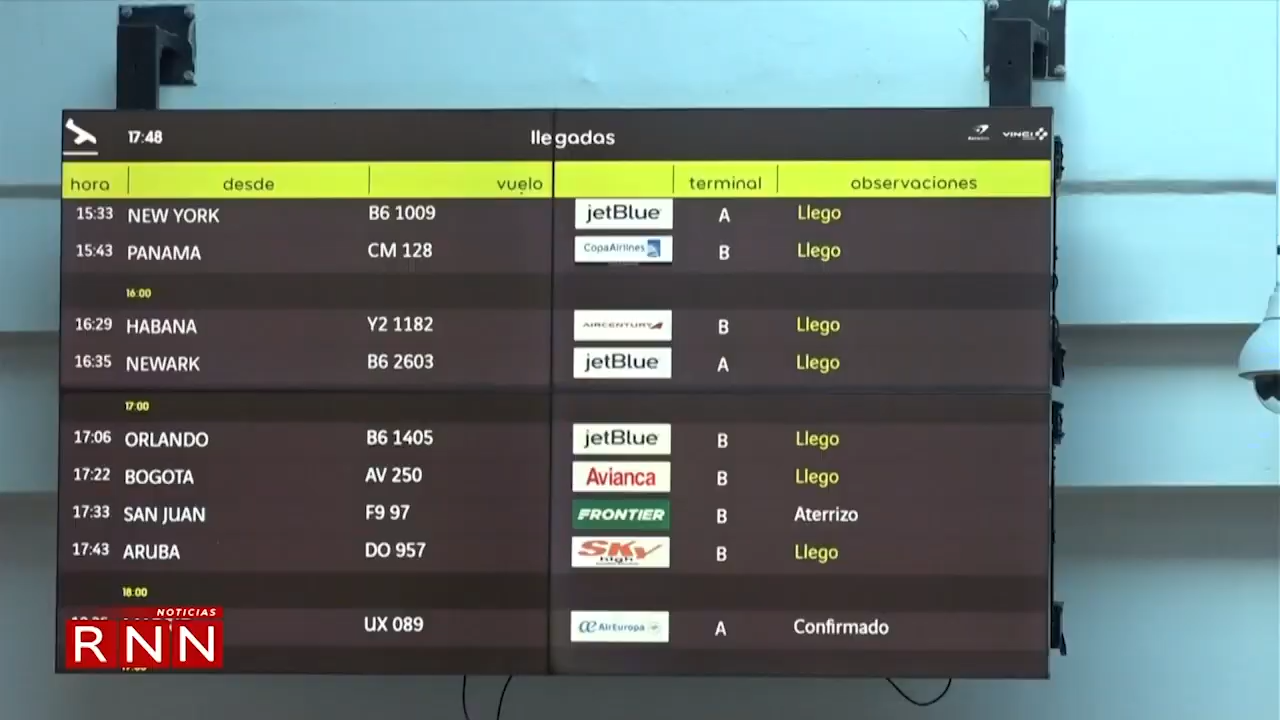 17:48 llegadas VINCI
hora desde vuelo terminal observaciones
15:33 NEW YORK B6 1009 jetBlue A Llego
15:43 PANAMA CM 128 CopaAirlines B Llego
16:00
16:29 HABANA Y2 1182 AIRCENTURY B Llego
16:35 NEWARK B6 2603 jetBlue A Llego
17:00
17:06 ORLANDO B6 1405 jetBlue B Llego
17:22 BOGOTA AV 250 Avianca B Llego
17:33 SAN JUAN F9 97 FRONTIER B Aterrizo
17:43 ARUBA DO 957 SKY high B Llego
18:00
UX 089 AirEuropa A Confirmado
NOTICIAS
RNN